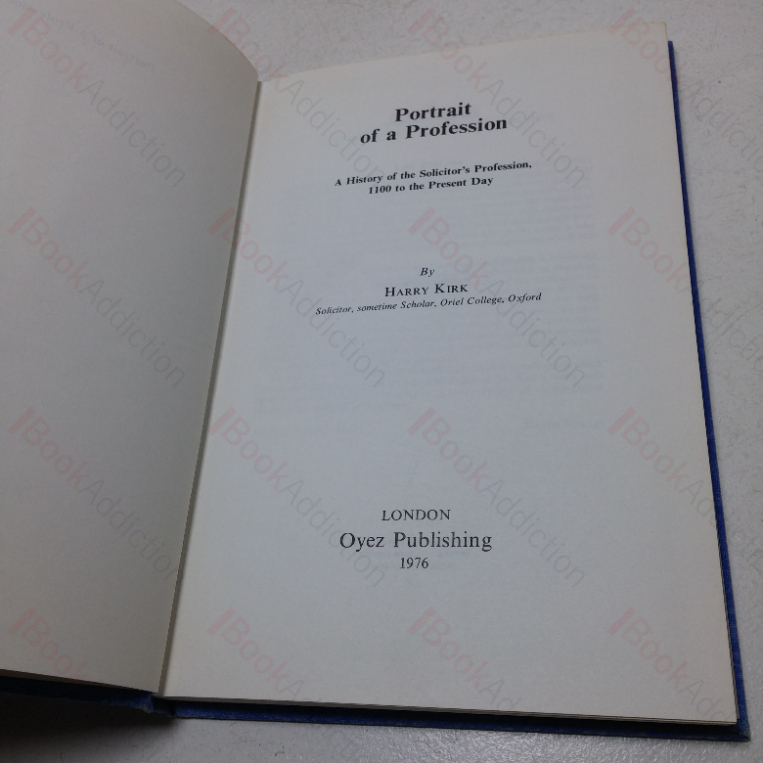 Portrait
of a Profession
A History of the Solicitor's Profession,
1100 to the Present Day
By
HARRY KIRK
Solicitor, sometime Scholar, Oriel College, Oxford
LONDON
Oyez Publishing
1976
BookAddiction